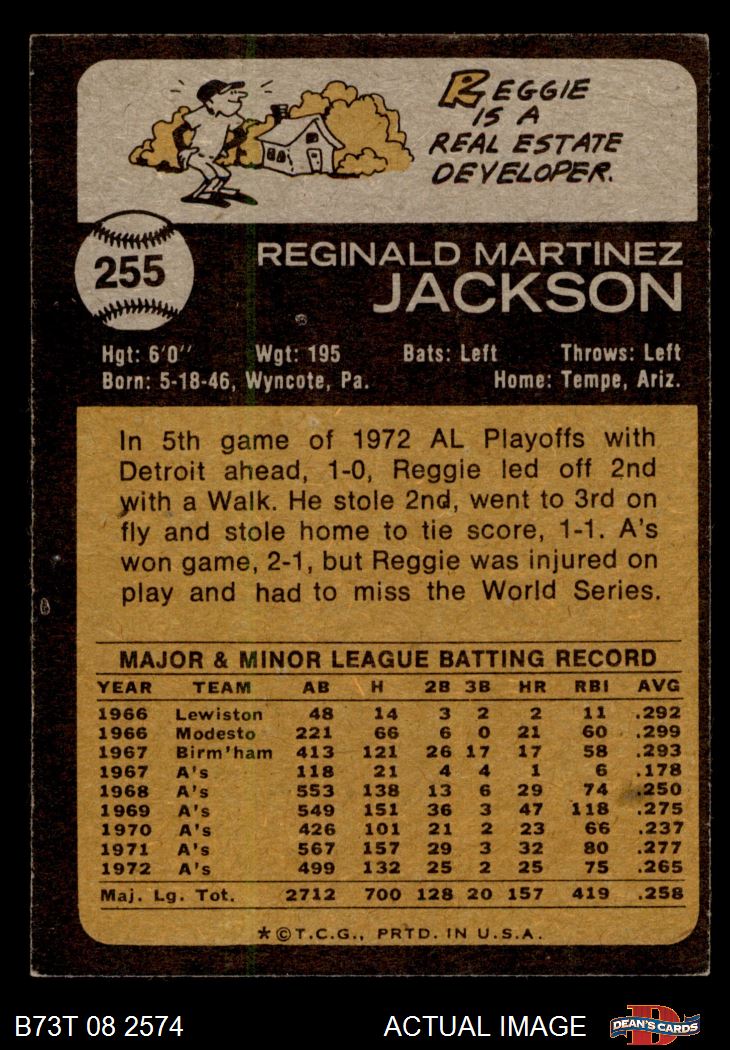 REGGIE
IS A
REAL ESTATE
DEVELOPER.
255
REGINALD MARTINEZ
JACKSON
Hgt: 6'0" Wgt: 195 Bats: Left Throws: Left
Born: 5-18-46, Wyncote, Pa. Home: Tempe, Ariz.
In 5th game of 1972 AL Playoffs with
Detroit ahead, 1-0, Reggie led off 2nd
with a Walk. He stole 2nd, went to 3rd on
fly and stole home to tie score, 1-1. A's
won game, 2-1, but Reggie was injured on
play and had to miss the World Series.
MAJOR & MINOR LEAGUE BATTING RECORD
YEAR TEAM AB H 2B 3B HR RBI AVG
1966 Lewiston 48 14 3 2 2 11 .292
1966 Modesto 221 66 6 0 21 60 .299
1967 Birm'ham 413 121 26 17 17 58 .293
1967 A's 118 21 4 4 1 6 .178
1968 A's 553 138 13 6 29 74 .250
1969 A's 549 151 36 3 47 118 .275
1970 A's 426 101 21 2 23 66 .237
1971 A's 567 157 29 3 32 80 .277
1972 A's 499 132 25 2 25 75 .265
Maj. Lg. Tot. 2712 700 128 20 157 419 .258
*©T.C.G., PRTD. IN U.S.A.
B73T 08 2574 ACTUAL IMAGE DEAN'S CARDS